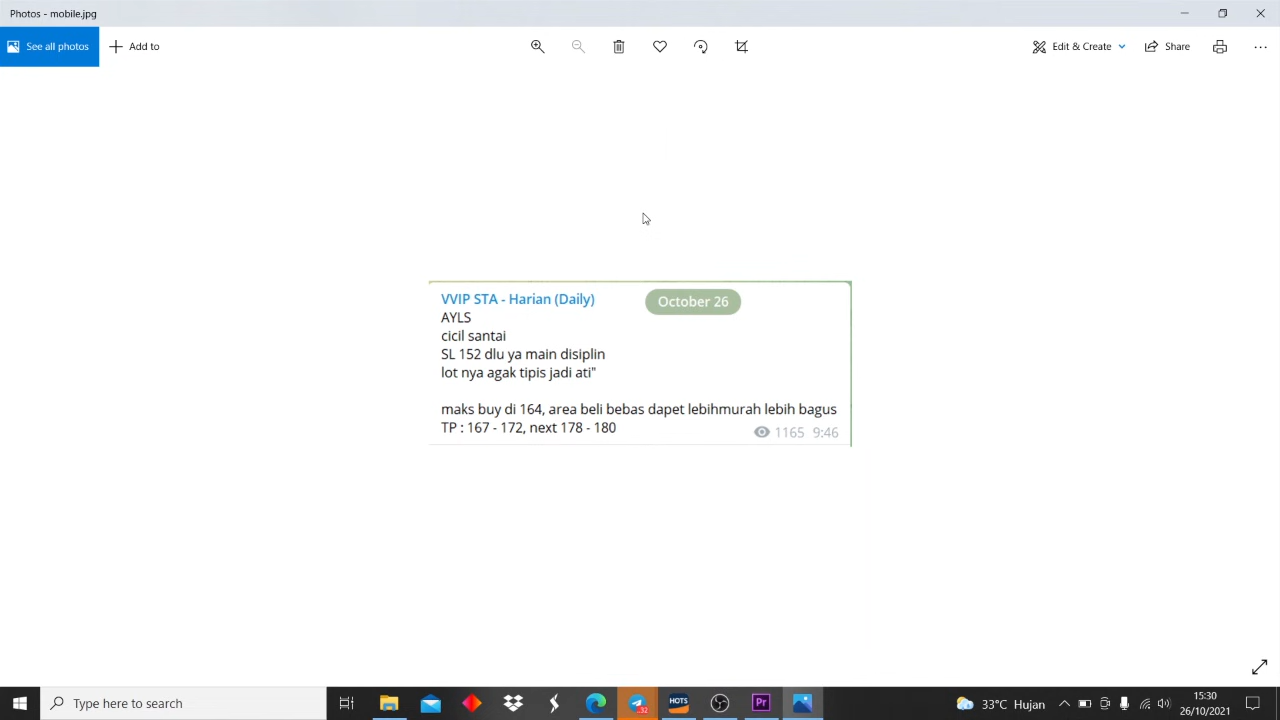 Photos - mobile.jpg
See all photos
Add to
Edit & Create
Share
VVIP STA - Harian (Daily)
October 26
AYLS
cicil santai
SL 152 dlu ya main disiplin
lot nya agak tipis jadi ati"
maks buy di 164, area beli bebas dapet lebihmurah lebih bagus
TP : 167 - 172, next 178 - 180
1165 9:46
Type here to search
32
HOTS
Pr
33°C Hujan
15:30
26/10/2021